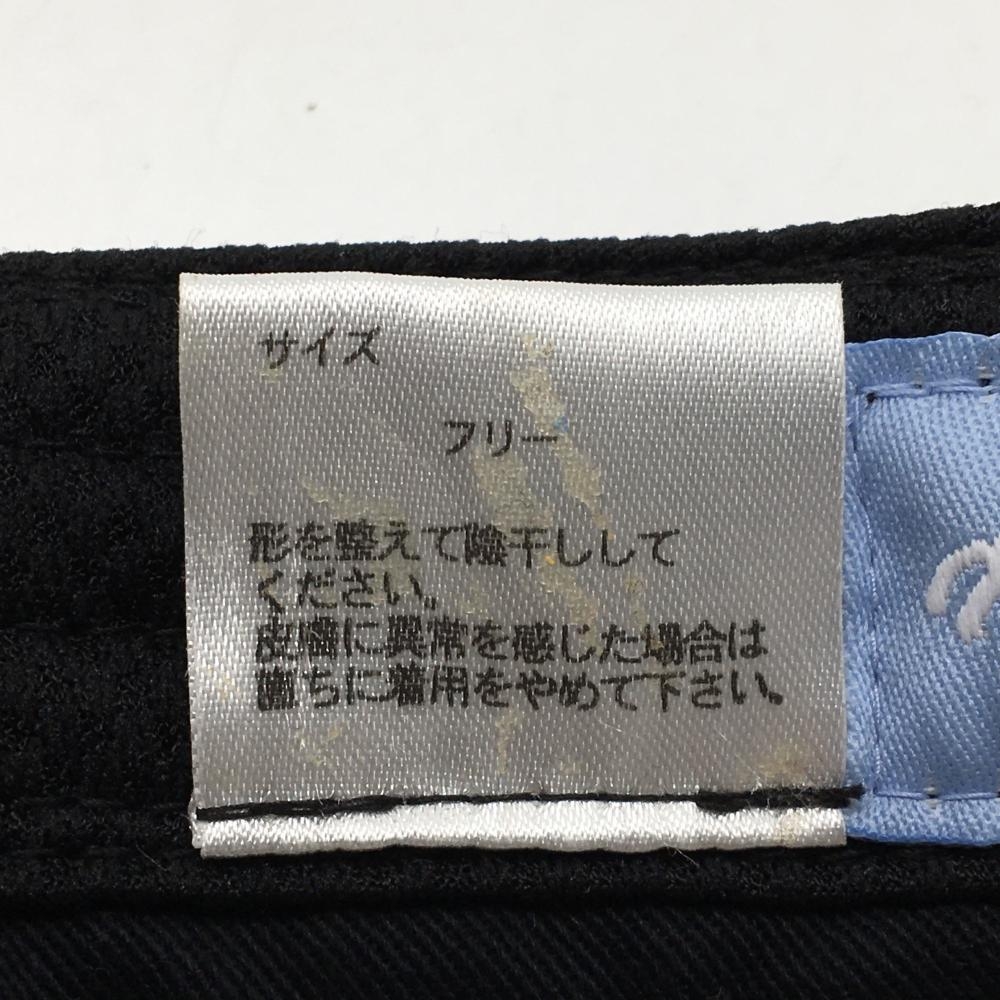 サイズ
フリー
形を整えて陰干しして
ください。
皮膚に異常を感じた場合は
直ちに着用をやめて下さい。